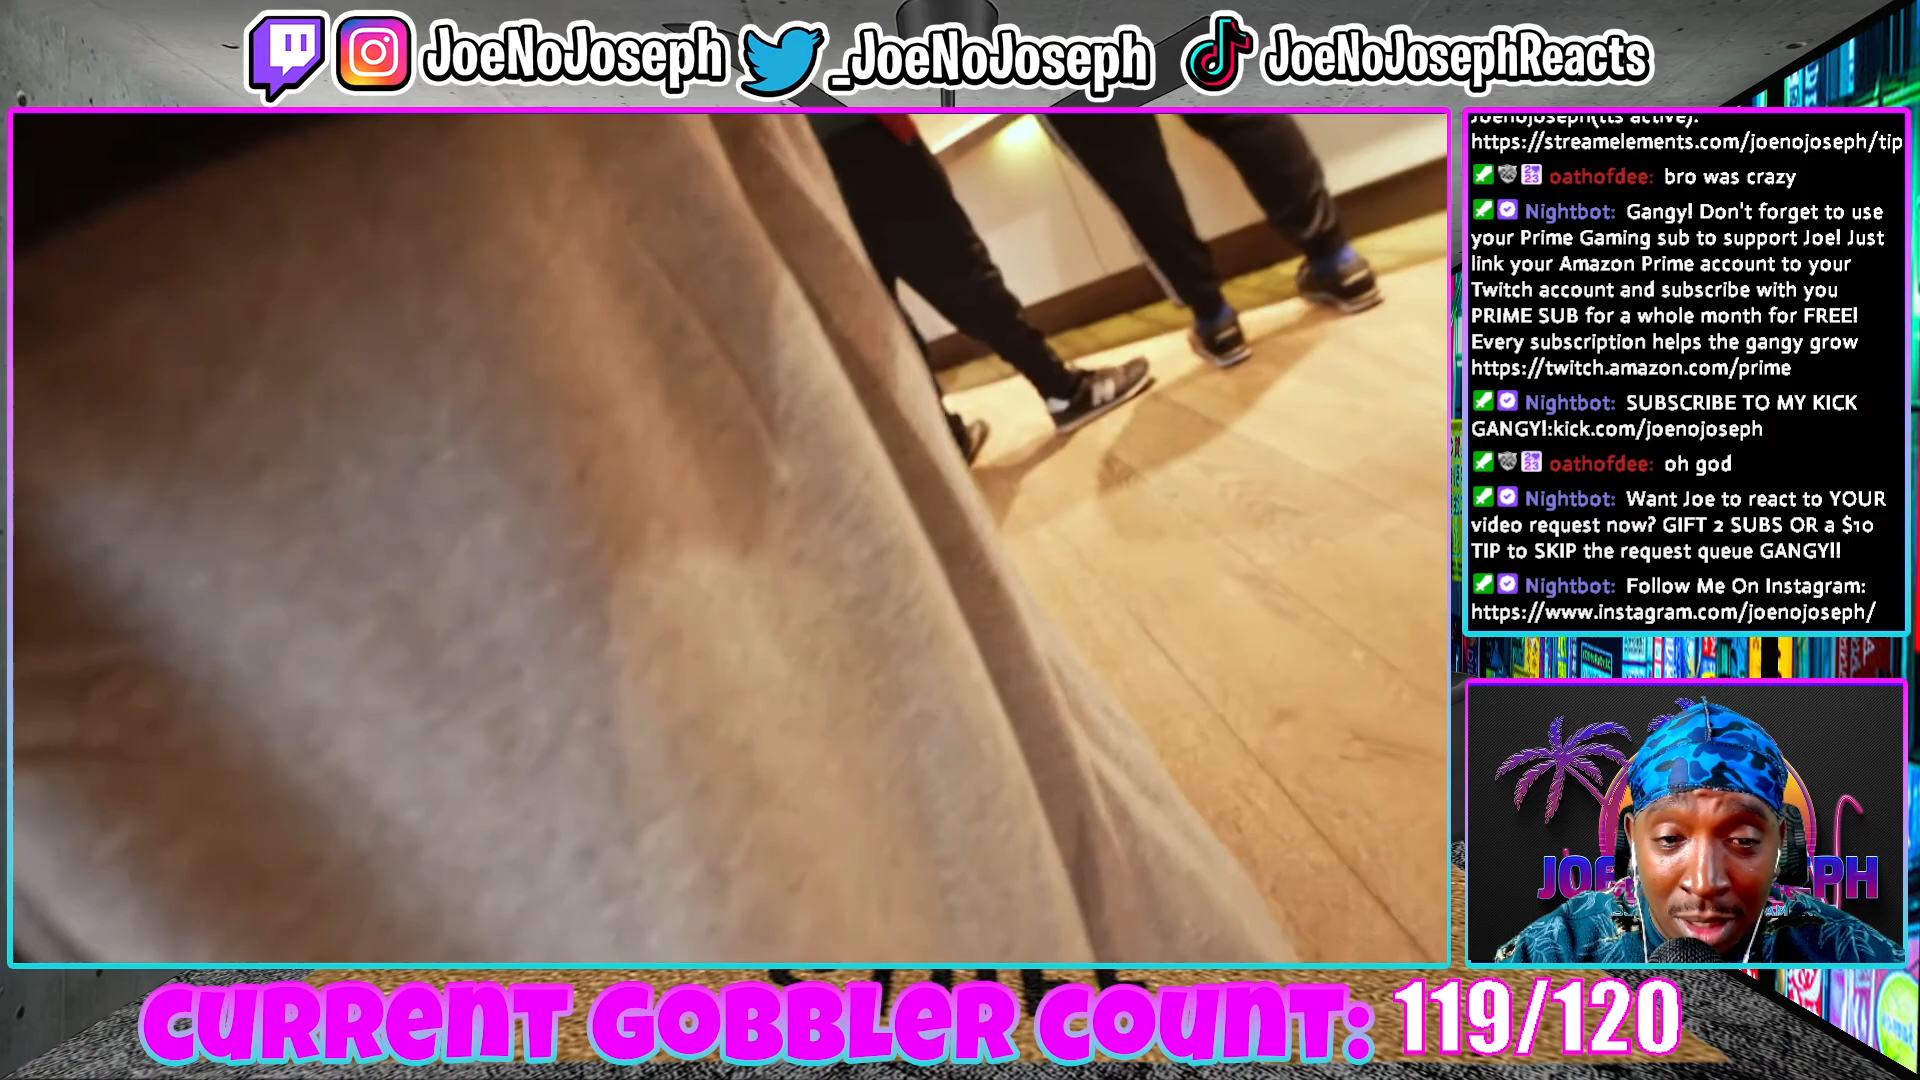 JoeNoJoseph _JoeNoJoseph JoeNoJosephReacts
Joenojoseph(tts active):
https://streamelements.com/joenojoseph/tip
oathofdee: bro was crazy
Nightbot: Gangy! Don't forget to use
your Prime Gaming sub to support Joe! Just
link your Amazon Prime account to your
Twitch account and subscribe with you
PRIME SUB for a whole month for FREE!
Every subscription helps the gangy grow
https://twitch.amazon.com/prime
Nightbot: SUBSCRIBE TO MY KICK
GANGY!:kick.com/joenojoseph
oathofdee: oh god
Nightbot: Want Joe to react to YOUR
video request now? GIFT 2 SUBS OR a $10
TIP to SKIP the request queue GANGY!!
Nightbot: Follow Me On Instagram:
https://www.instagram.com/joenojoseph/
CURRENT GOBBLER COUNT: 119/120